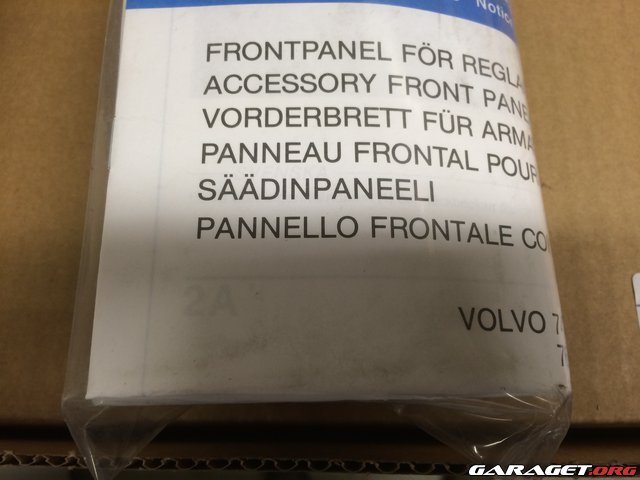 Notice
FRONTPANEL FÖR REGLA
ACCESSORY FRONT PANE
VORDERBRETT FÜR ARMA
PANNEAU FRONTAL POUR
SÄÄDINPANEELI
PANNELLO FRONTALE CO
2A
VOLVO 7
7
GARAGET.ORG